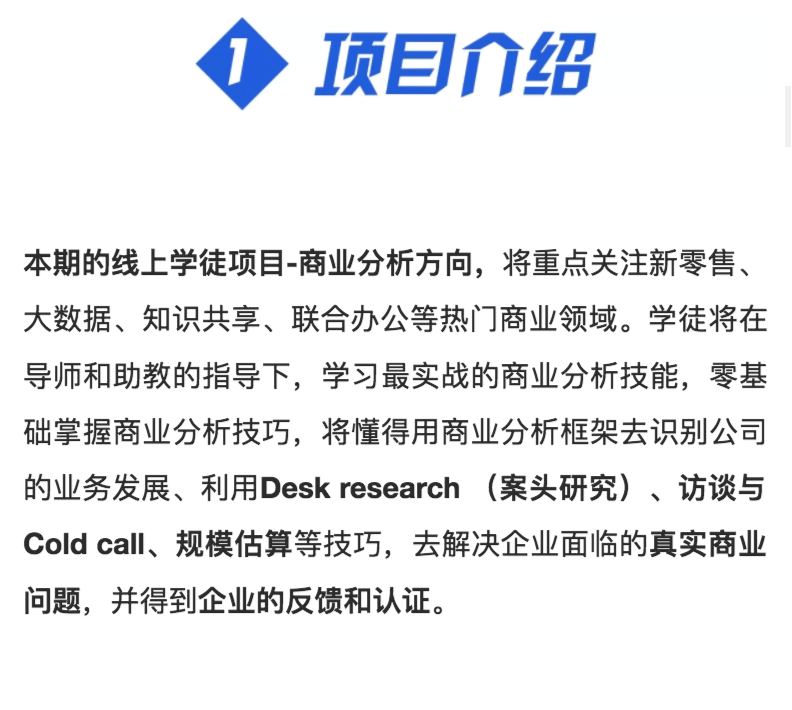 1 项目介绍
本期的线上学徒项目-商业分析方向，将重点关注新零售、
大数据、知识共享、联合办公等热门商业领域。学徒将在
导师和助教的指导下，学习最实战的商业分析技能，零基
础掌握商业分析技巧，将懂得用商业分析框架去识别公司
的业务发展、利用Desk research （案头研究）、访谈与
Cold call、规模估算等技巧，去解决企业面临的真实商业
问题，并得到企业的反馈和认证。